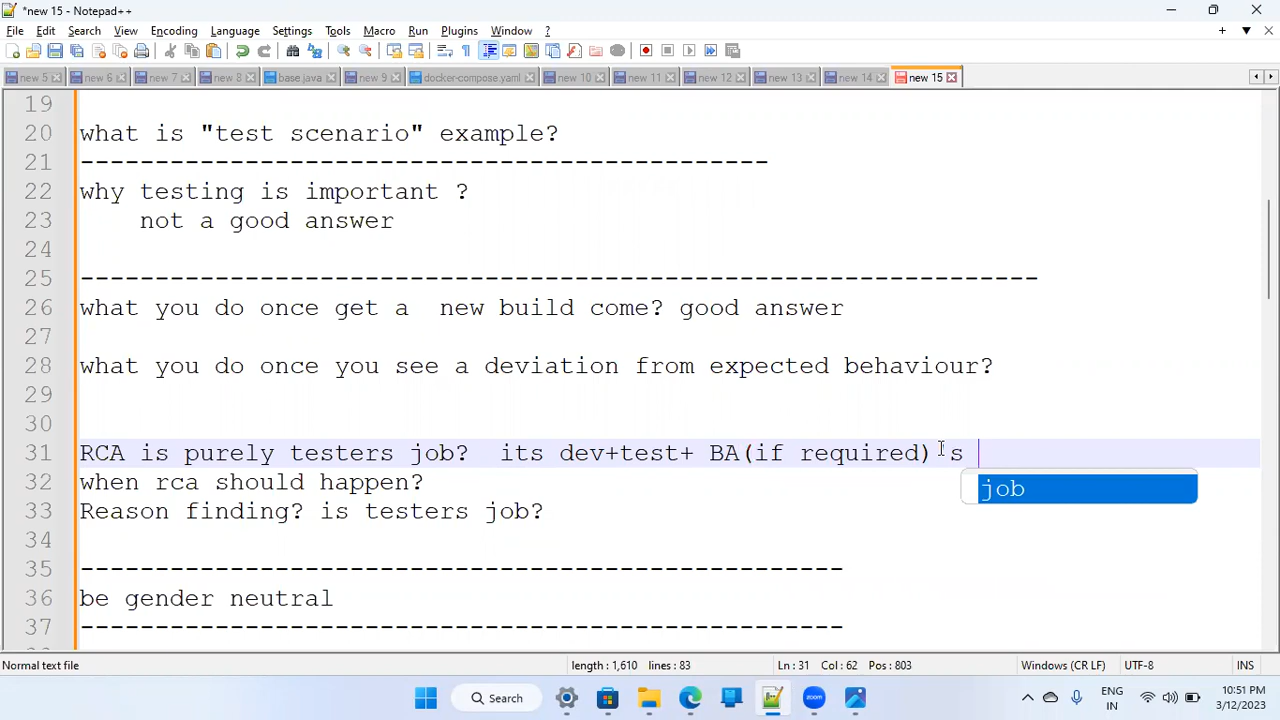 *new 15 - Notepad++
File Edit Search View Encoding Language Settings Tools Macro Run Plugins Window ?
new 5 new 6 new 7 new 8 base.java new 9 docker-compose.yaml new 10 new 11 new 12 new 13 new 14 new 15
19
20 what is "test scenario" example?
21 ----------------------------------------------
22 why testing is important ?
23 not a good answer
24
25 ----------------------------------------------------------------
26 what you do once get a  new build come? good answer
27
28 what you do once you see a deviation from expected behaviour?
29
30
31 RCA is purely testers job?  its dev+test+ BA(if required)'s
job
32 when rca should happen?
33 Reason finding? is testers job?
34
35 ---------------------------------------------------
36 be gender neutral
37 ---------------------------------------------------
Normal text file length : 1,610 lines : 83 Ln : 31 Col : 62 Pos : 803 Windows (CR LF) UTF-8 INS
Search zoom ENG IN 10:51 PM 3/12/2023